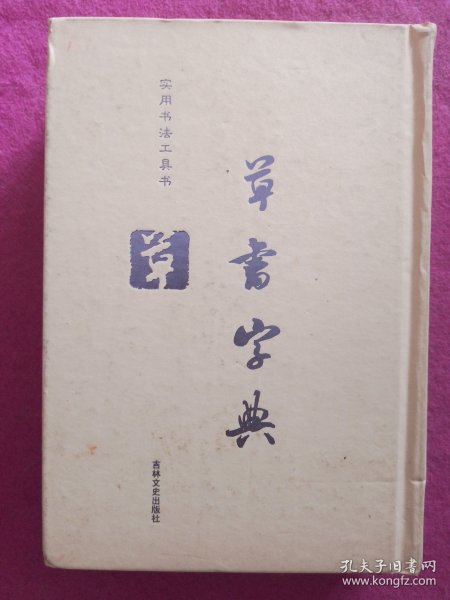 实用书法工具书
草書字典
草
吉林文史出版社
孔夫子旧书网
www.kongfz.com